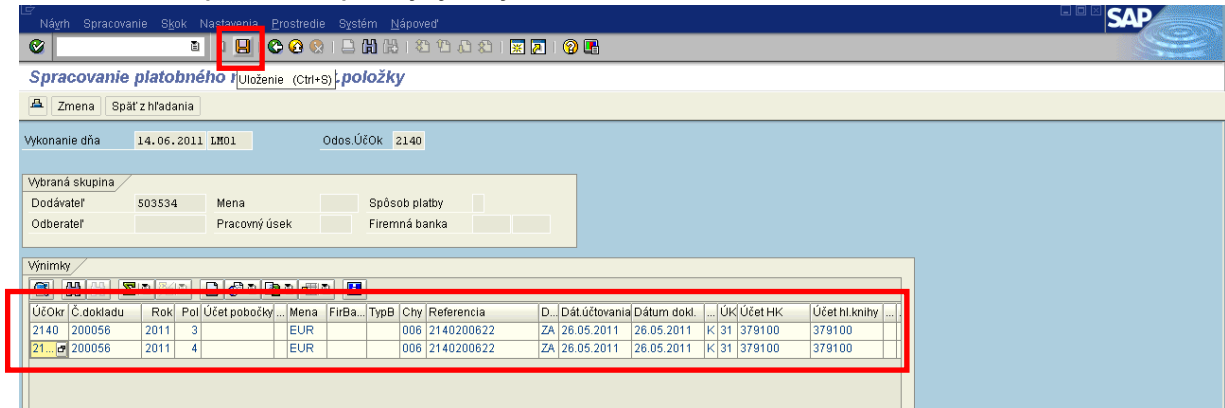 Návrh Spracovanie Skok Nastavenia Prostredie Systém Nápoveď
SAP
Spracovanie platobného položky
Uloženie (Ctrl+S)
Zmena Späť z hľadania
Vykonanie dňa 14.06.2011 LM01 Odos.ÚčOk 2140
Vybraná skupina
Dodávateľ 503534 Mena Spôsob platby
Odberateľ Pracovný úsek Firemná banka
Výnimky
ÚčOkr Č.dokladu Rok Pol Účet pobočky ... Mena FirBa... TypB Chy Referencia D... Dát.účtovania Dátum dokl. ... ÚK Účet HK Účet hl.knihy ...
2140 200056 2011 3 EUR 006 2140200622 ZA 26.05.2011 26.05.2011 K 31 379100 379100
21... 200056 2011 4 EUR 006 2140200622 ZA 26.05.2011 26.05.2011 K 31 379100 379100